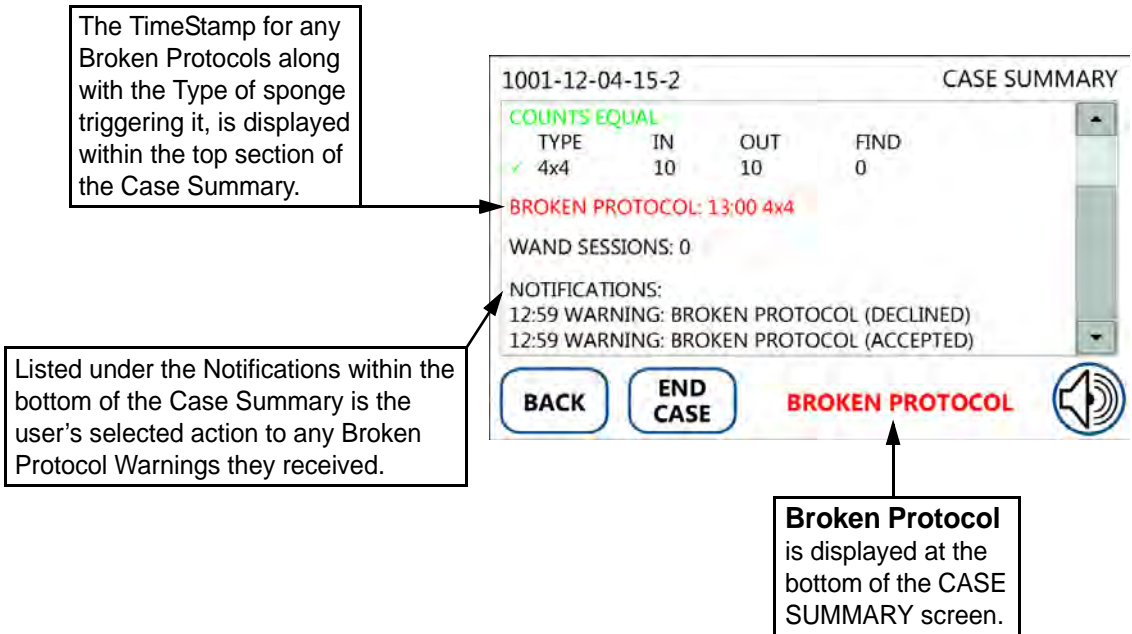 The TimeStamp for any
Broken Protocols along
with the Type of sponge
triggering it, is displayed
within the top section of
the Case Summary.
1001-12-04-15-2 CASE SUMMARY
COUNTS EQUAL
TYPE IN OUT FIND
✓ 4x4 10 10 0
BROKEN PROTOCOL: 13:00 4x4
WAND SESSIONS: 0
NOTIFICATIONS:
12:59 WARNING: BROKEN PROTOCOL (DECLINED)
12:59 WARNING: BROKEN PROTOCOL (ACCEPTED)
BACK
END
CASE
BROKEN PROTOCOL
Listed under the Notifications within the
bottom of the Case Summary is the
user's selected action to any Broken
Protocol Warnings they received.
Broken Protocol
is displayed at the
bottom of the CASE
SUMMARY screen.